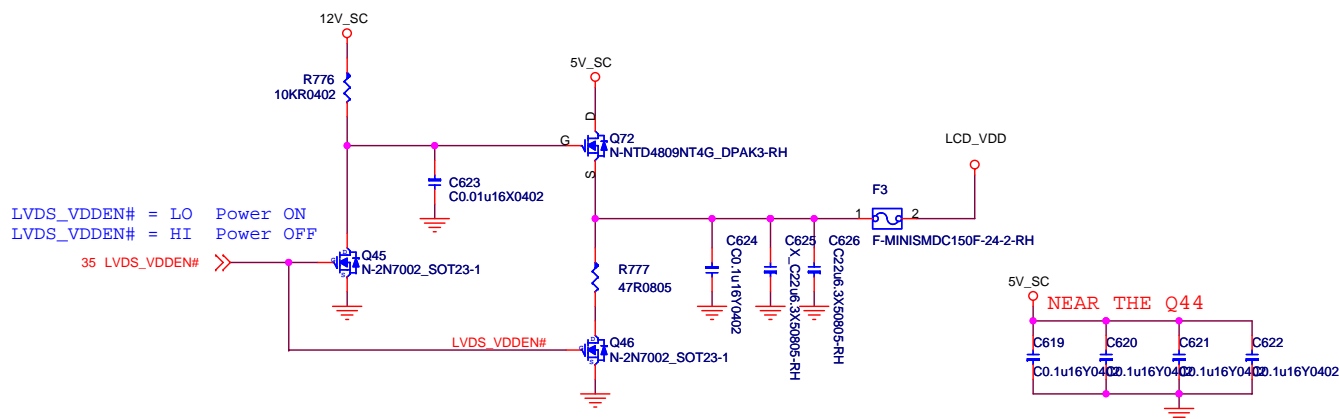 12V_SC
R776
10KR0402
5V_SC
D
G
Q72
N-NTD4809NT4G_DPAK3-RH
S
C623
C0.01u16X0402
LCD_VDD
F3
1
2
F-MINISMDC150F-24-2-RH
LVDS_VDDEN# = LO Power ON
LVDS_VDDEN# = HI Power OFF
35 LVDS_VDDEN#
Q45
N-2N7002_SOT23-1
R777
47R0805
C624
C0.1u16Y0402
C625
X_C22u6.3X50805-RH
C626
C22u6.3X50805-RH
LVDS_VDDEN#
Q46
N-2N7002_SOT23-1
5V_SC
NEAR THE Q44
C619
C0.1u16Y0402
C620
C0.1u16Y0402
C621
C0.1u16Y0402
C622
C0.1u16Y0402